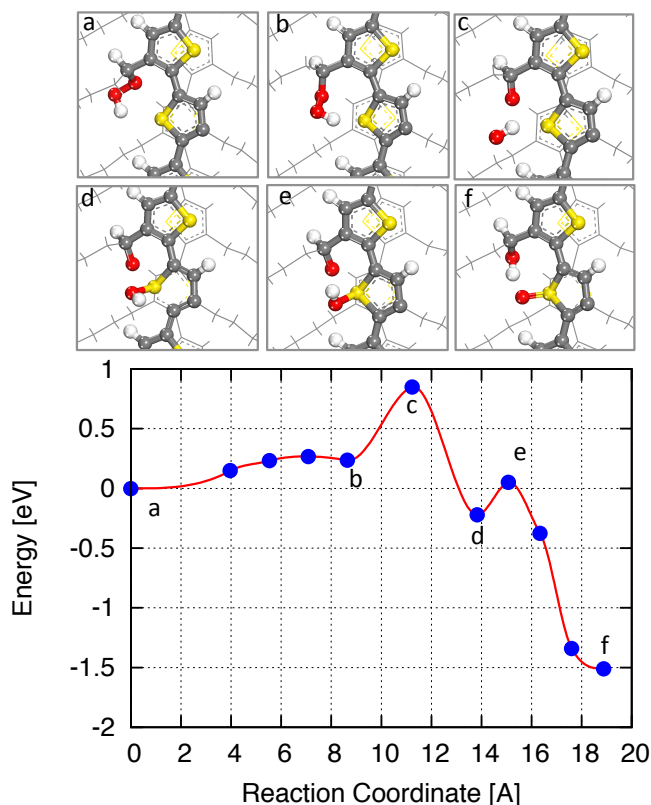 a b c
d e f
1
0.5
0
-0.5
-1
-1.5
-2
a
b
c
d
e
f
0 2 4 6 8 10 12 14 16 18 20
Energy [eV]
Reaction Coordinate [A]